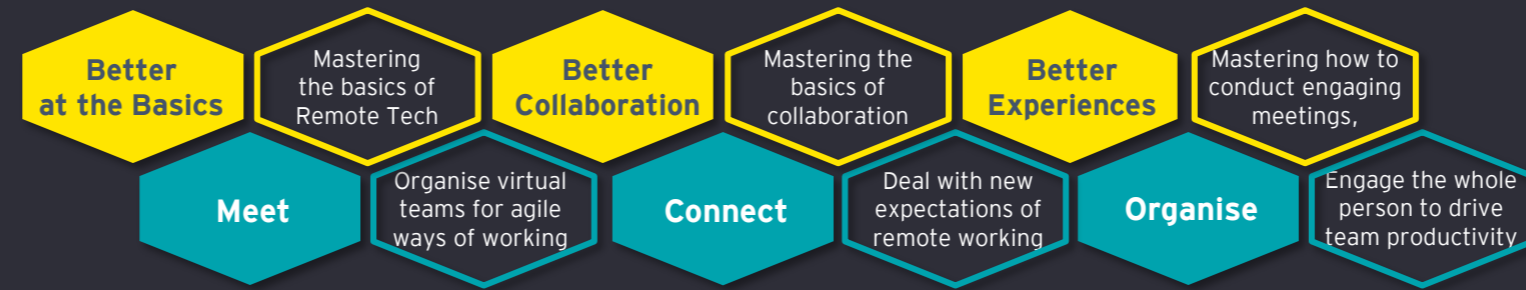 Better
at the Basics
Mastering
the basics of
Remote Tech
Better
Collaboration
Mastering the
basics of
collaboration
Better
Experiences
Mastering how to
conduct engaging
meetings,
Meet
Organise virtual
teams for agile
ways of working
Connect
Deal with new
expectations of
remote working
Organise
Engage the whole
person to drive
team productivity